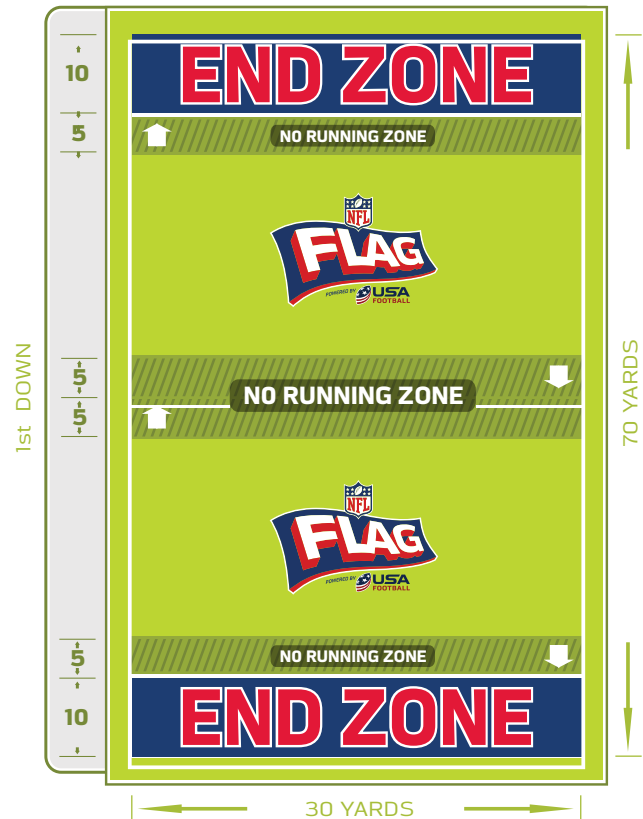 END ZONE
10
5
NO RUNNING ZONE
NFL
FLAG
POWERED BY USA
FOOTBALL
1st DOWN
5
NO RUNNING ZONE
5
70 YARDS
NFL
FLAG
POWERED BY USA
FOOTBALL
5
NO RUNNING ZONE
10
END ZONE
30 YARDS